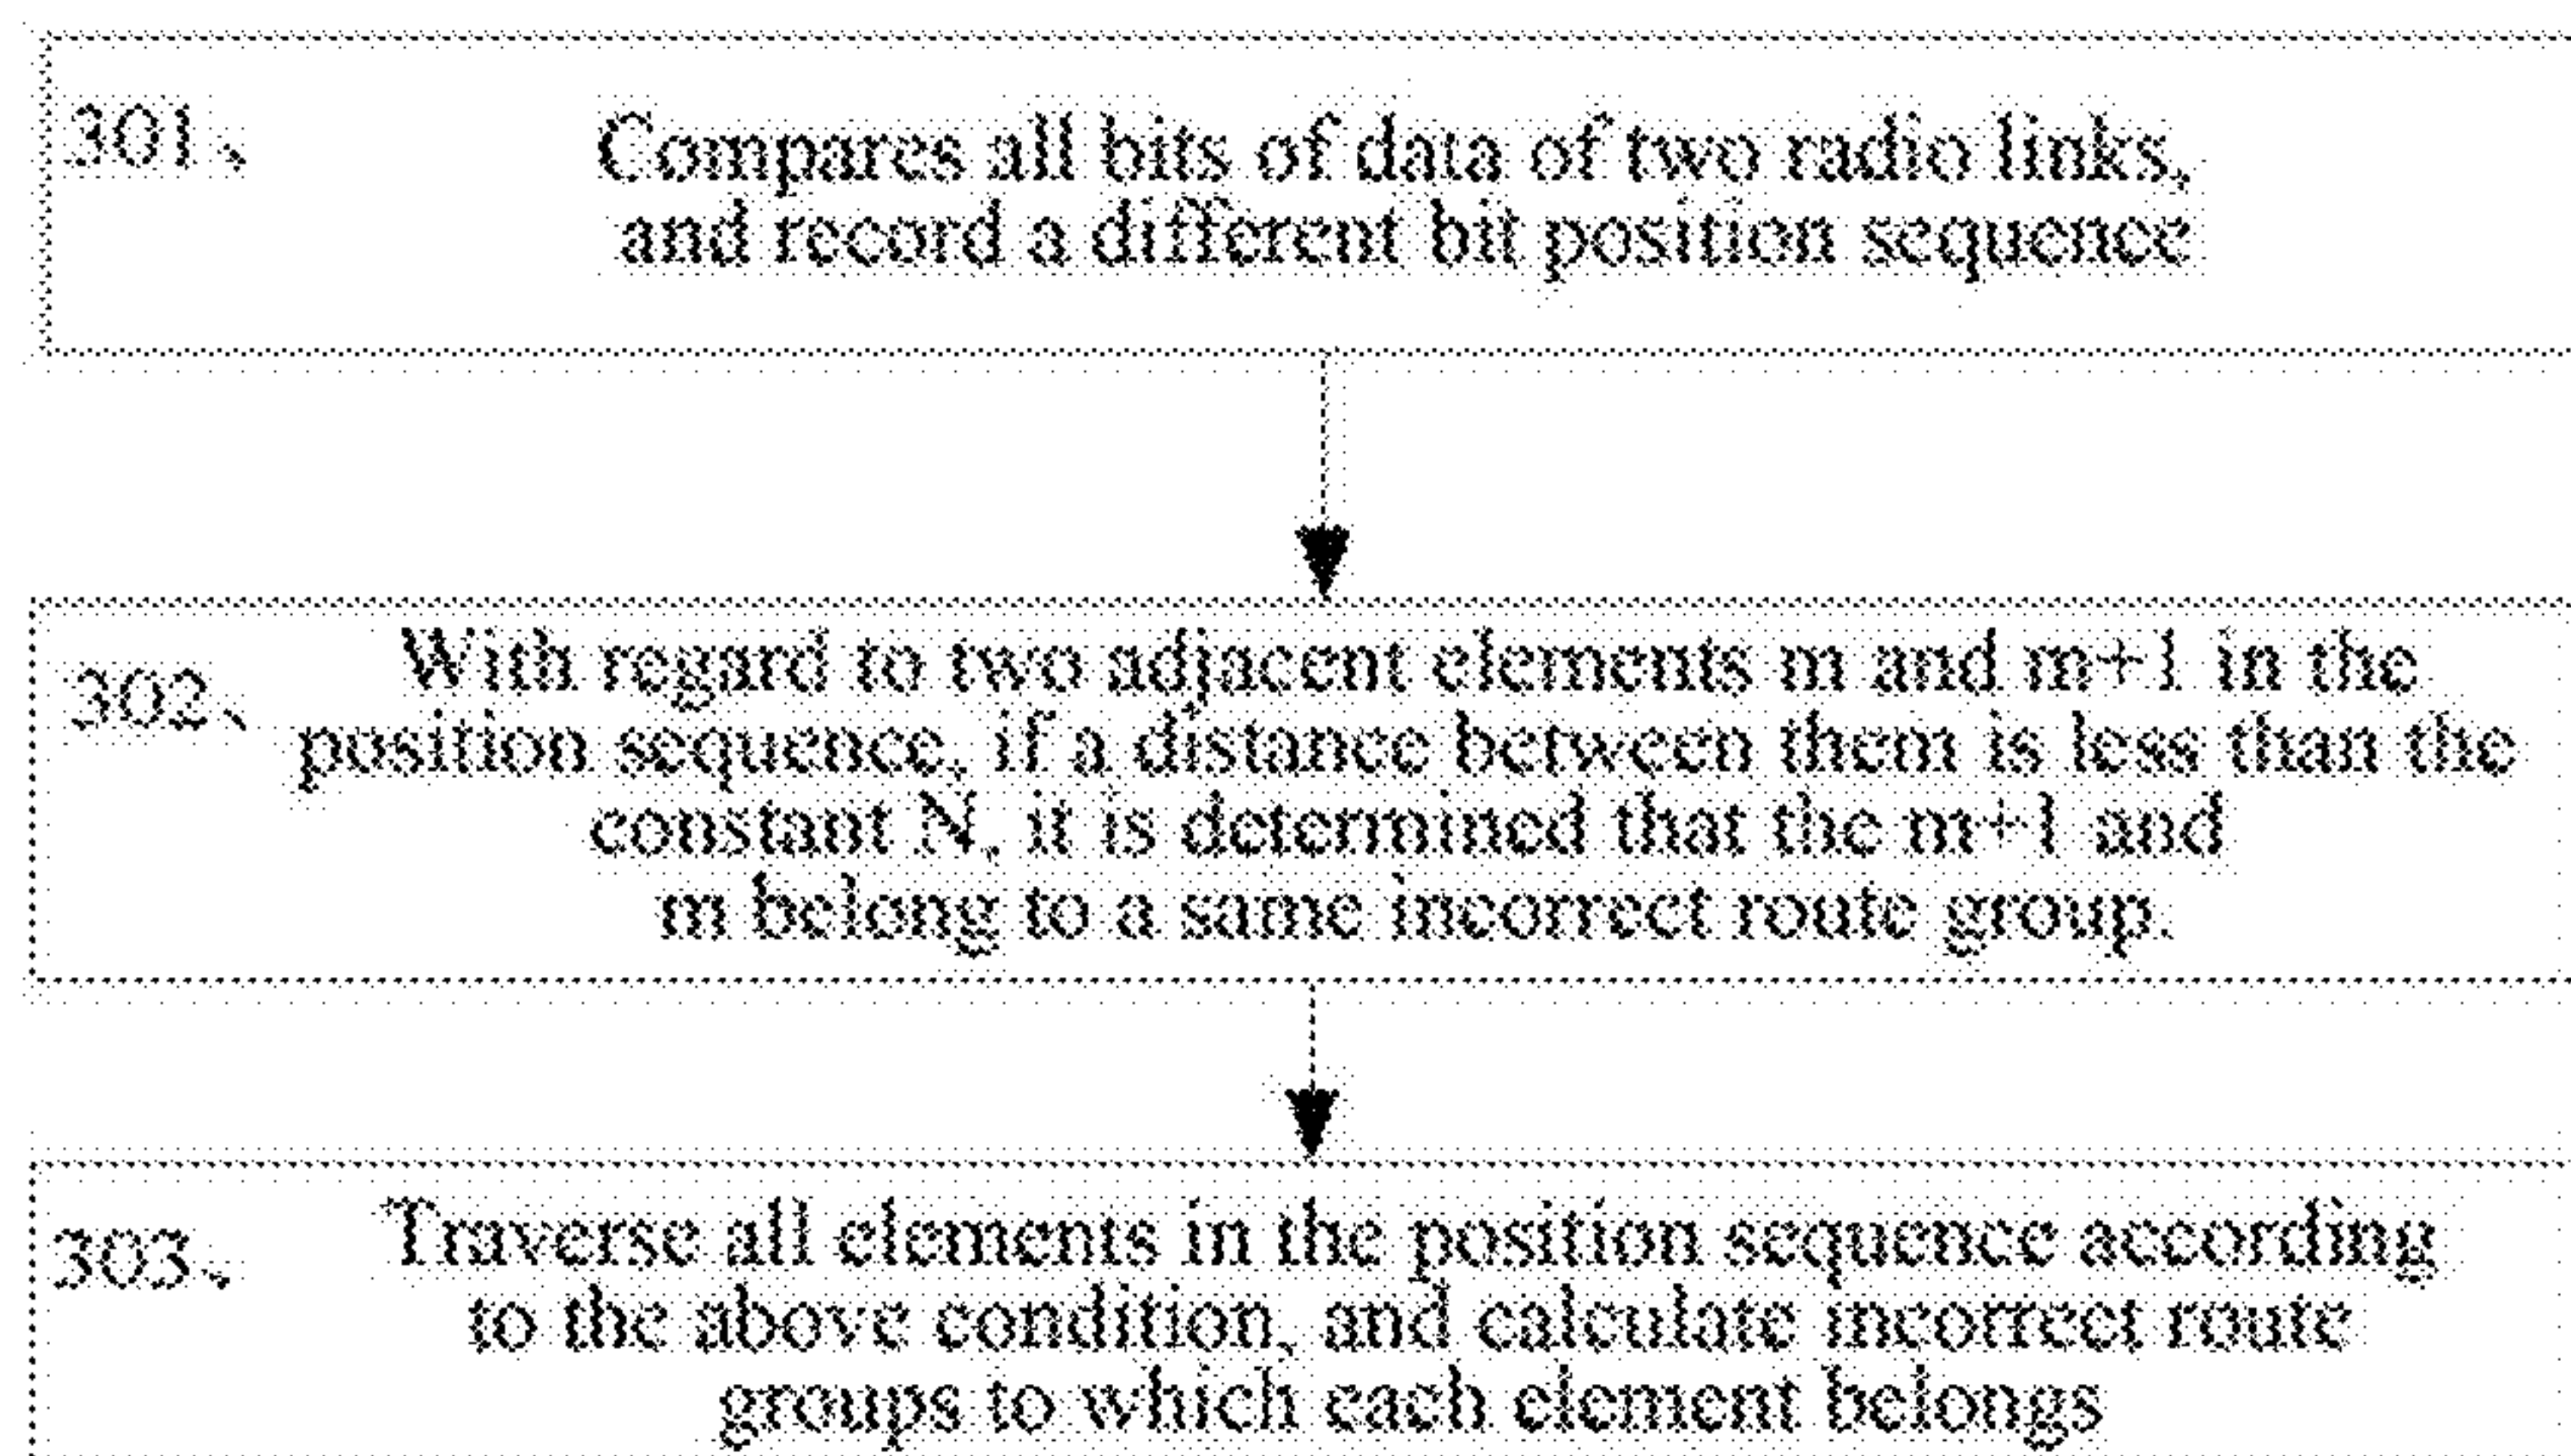 301
Compares all bits of data of two radio links,
and record a different bit position sequence
302
With regard to two adjacent elements m and m+1 in the
position sequence, if a distance between them is less than the
constant N, it is determined that the m+1 and
m belong to a same incorrect route group.
303
Traverse all elements in the position sequence according
to the above condition, and calculate incorrect route
groups to which each element belongs